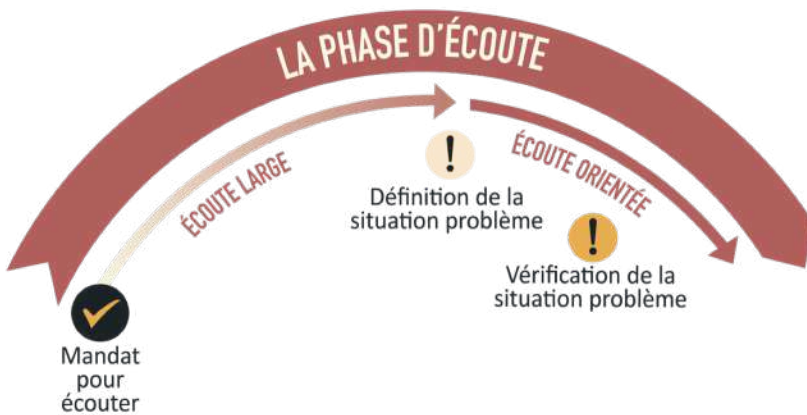 LA PHASE D'ÉCOUTE
ÉCOUTE LARGE
!
Définition de la
situation problème
ÉCOUTE ORIENTÉE
!
Vérification de la
situation problème
Mandat
pour
écouter